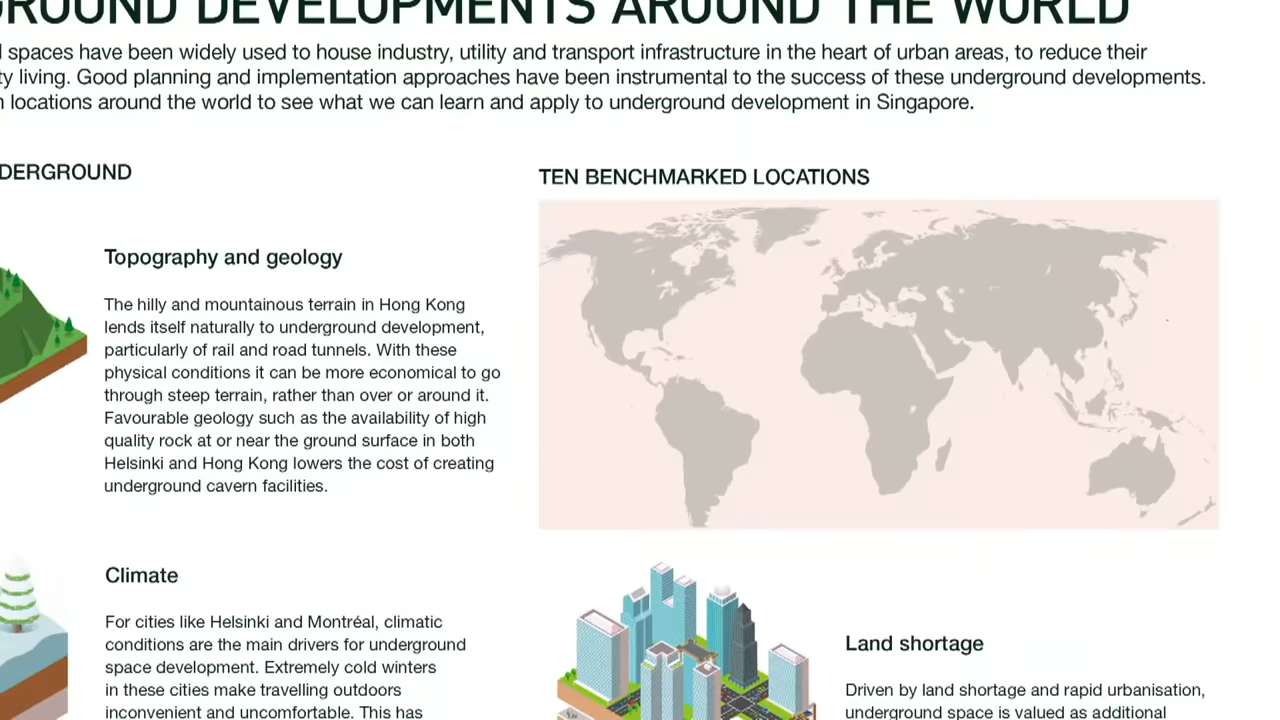 GROUND DEVELOPMENTS AROUND THE WORLD
spaces have been widely used to house industry, utility and transport infrastructure in the heart of urban areas, to reduce their
ty living. Good planning and implementation approaches have been instrumental to the success of these underground developments.
locations around the world to see what we can learn and apply to underground development in Singapore.
DERGROUND
Topography and geology
The hilly and mountainous terrain in Hong Kong
lends itself naturally to underground development,
particularly of rail and road tunnels. With these
physical conditions it can be more economical to go
through steep terrain, rather than over or around it.
Favourable geology such as the availability of high
quality rock at or near the ground surface in both
Helsinki and Hong Kong lowers the cost of creating
underground cavern facilities.
Climate
For cities like Helsinki and Montréal, climatic
conditions are the main drivers for underground
space development. Extremely cold winters
in these cities make travelling outdoors
inconvenient and uncomfortable. This has
TEN BENCHMARKED LOCATIONS
Land shortage
Driven by land shortage and rapid urbanisation,
underground space is valued as additional